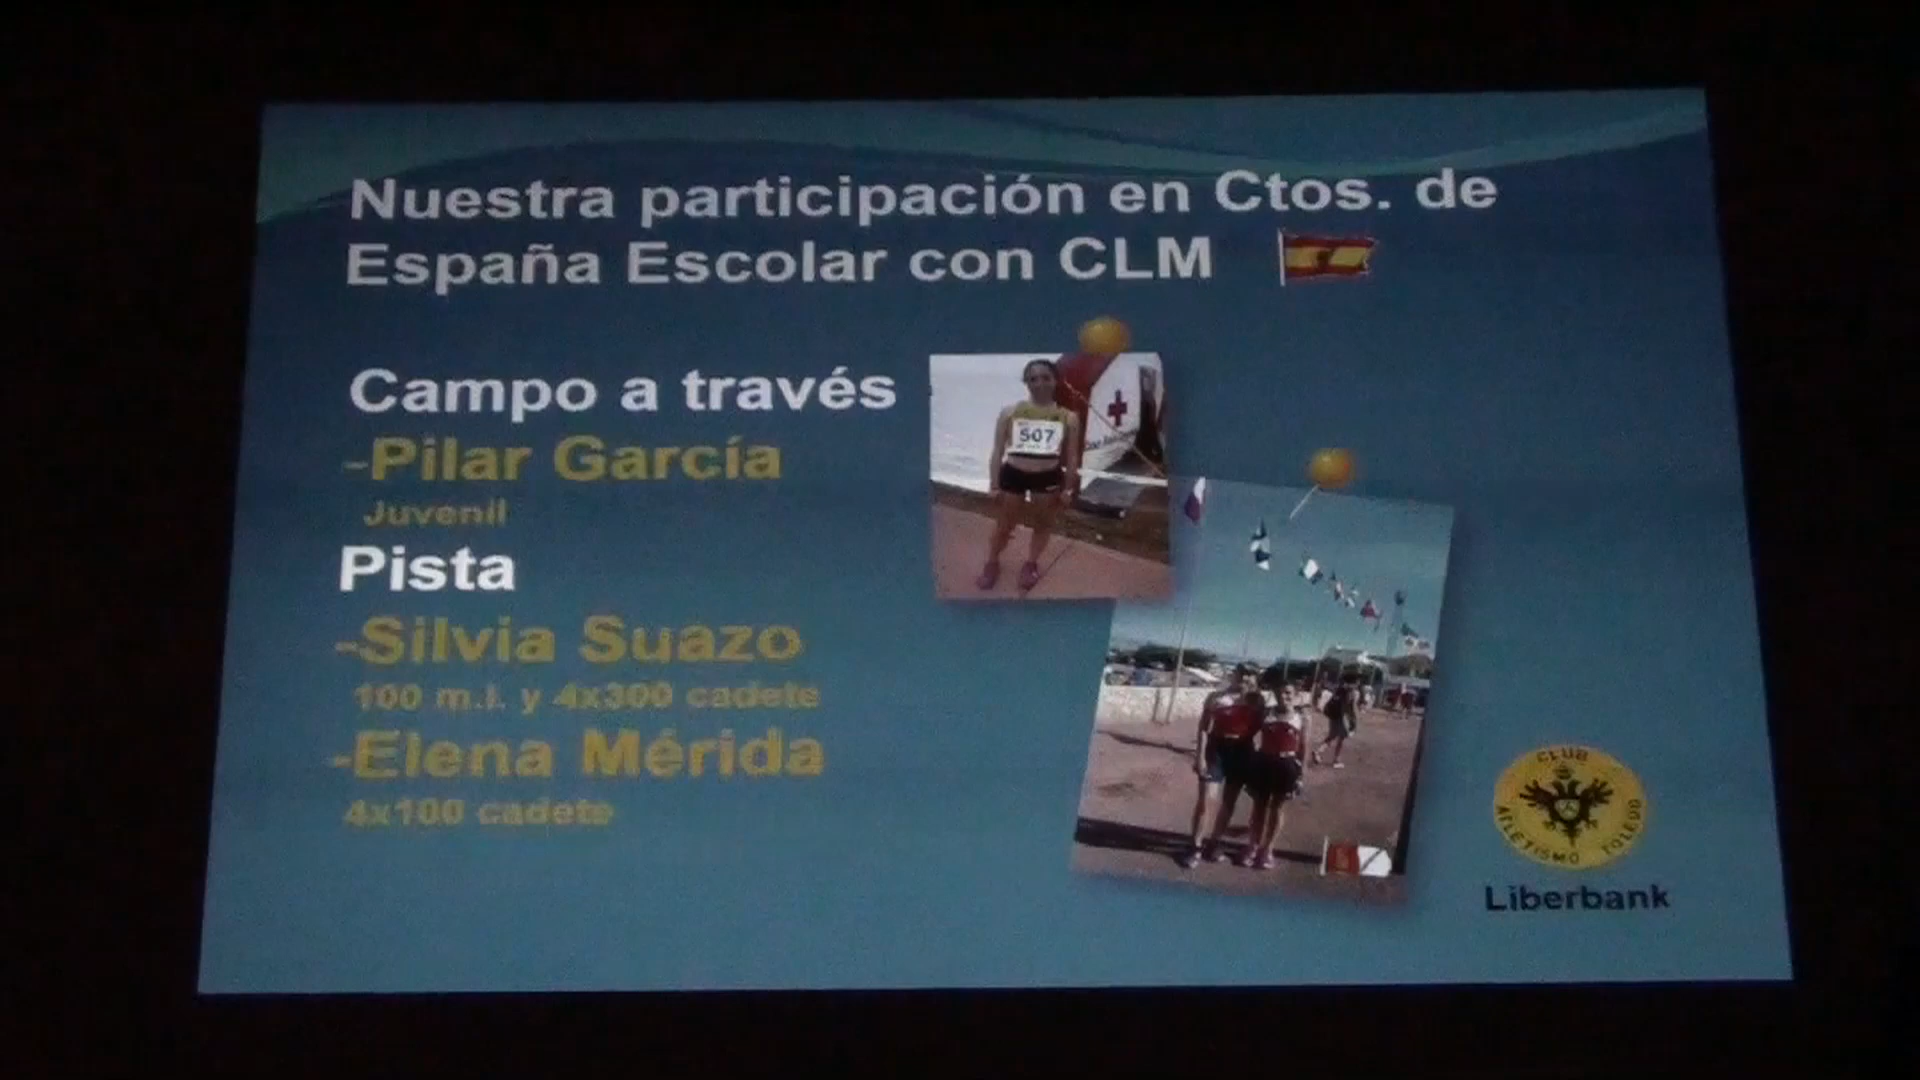 Nuestra participación en Ctos. de
España Escolar con CLM
Campo a través
-Pilar García
Juvenil
Pista
-Silvia Suazo
100 m.l. y 4x300 cadete
-Elena Mérida
4x100 cadete
507
CLUB
ATLETISMO TOLEDO
Liberbank